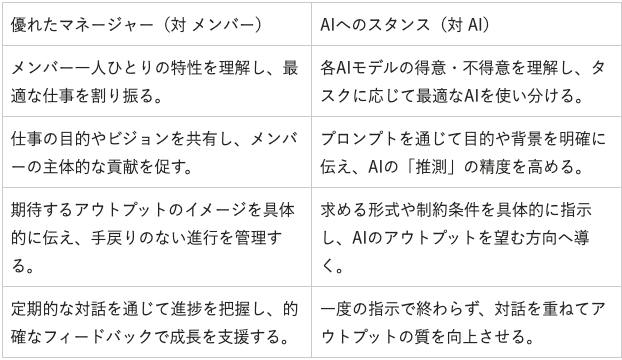 優れたマネージャー（対 メンバー）
AIへのスタンス（対 AI）
メンバー一人ひとりの特性を理解し、最
適な仕事を割り振る。
各AIモデルの得意・不得意を理解し、タ
スクに応じて最適なAIを使い分ける。
仕事の目的やビジョンを共有し、メンバ
ーの主体的な貢献を促す。
プロンプトを通じて目的や背景を明確に
伝え、AIの「推測」の精度を高める。
期待するアウトプットのイメージを具体
的に伝え、手戻りのない進行を管理す
る。
求める形式や制約条件を具体的に指示
し、AIのアウトプットを望む方向へ導
く。
定期的な対話を通じて進捗を把握し、的
確なフィードバックで成長を支援する。
一度の指示で終わらず、対話を重ねてア
ウトプットの質を向上させる。